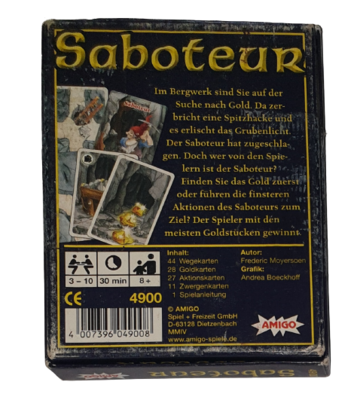 Saboteur
Im Bergwerk sind Sie auf der
Suche nach Gold. Da zer-
bricht eine Spitzhacke und
es erlischt das Grubenlicht.
Der Saboteur hat zugeschla-
gen. Doch wer von den Spie-
lern ist der Saboteur?
Finden Sie das Gold zuerst
oder führen die finsteren
Aktionen des Saboteurs zum
Ziel? Der Spieler mit den
meisten Goldstücken gewinnt.
3 - 10
30 min
8 +
CE
4900
4 007396 049008
Inhalt:
44 Wegekarten
28 Goldkarten
27 Aktionskarten
11 Zwergenkarten
1 Spielanleitung
Autor:
Frederic Moyersoen
Grafik:
Andrea Boeckhoff
© AMIGO
Spiel + Freizeit GmbH
D-63128 Dietzenbach
MMIV
www.amigo-spiele.de
AMIGO
Saboteur